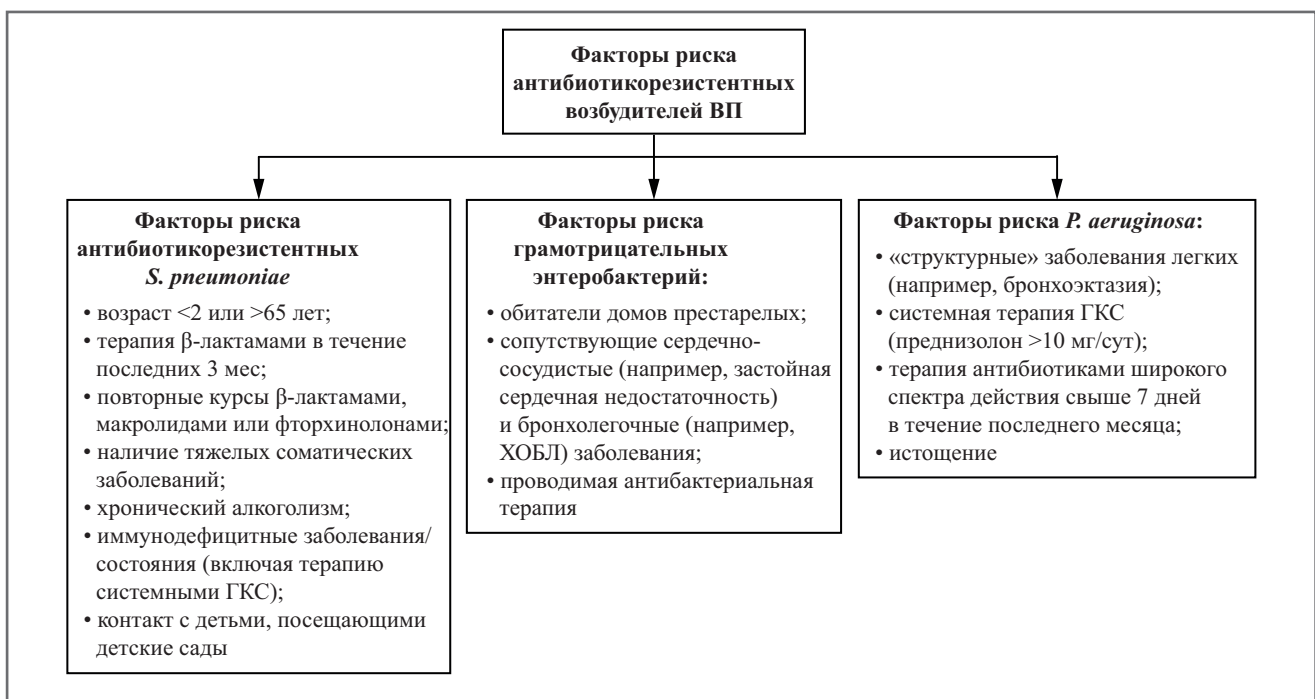 Факторы риска
антибиотикорезистентных
возбудителей ВП
Факторы риска
антибиотикорезистентных
S. pneumoniae
• возраст <2 или >65 лет;
• терапия β-лактамами в течение
последних 3 мес;
• повторные курсы β-лактамами,
макролидами или фторхинолонами;
• наличие тяжелых соматических
заболеваний;
• хронический алкоголизм;
• иммунодефицитные заболевания/
состояния (включая терапию
системными ГКС);
• контакт с детьми, посещающими
детские сады
Факторы риска
грамотрицательных
энтеробактерий:
• обитатели домов престарелых;
• сопутствующие сердечно-
сосудистые (например, застойная
сердечная недостаточность)
и бронхолегочные (например,
ХОБЛ) заболевания;
• проводимая антибактериальная
терапия
Факторы риска P. aeruginosa:
• «структурные» заболевания легких
(например, бронхоэктазия);
• системная терапия ГКС
(преднизолон >10 мг/сут);
• терапия антибиотиками широкого
спектра действия свыше 7 дней
в течение последнего месяца;
• истощение